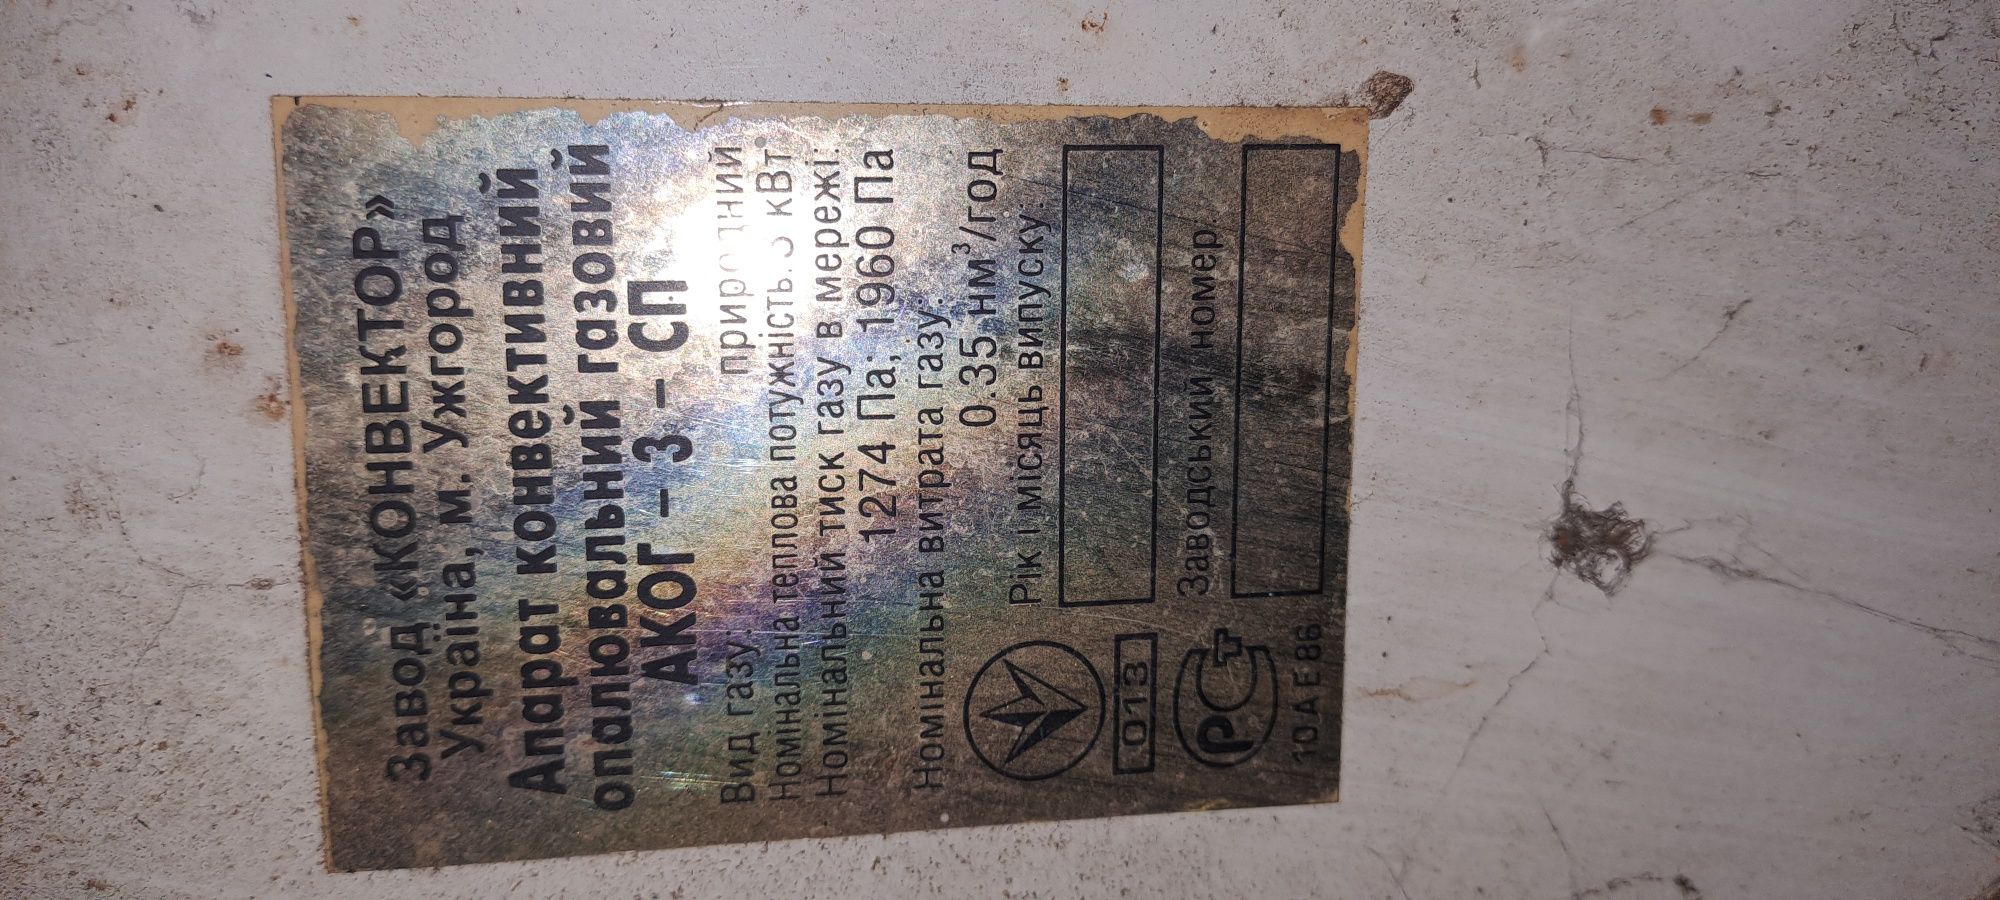 Завод «КОНВЕКТОР»
Україна, м. Ужгород
Апарат конвективний
опалювальний газовий
АКОГ – 3 – СП
Вид газу: природний
Номінальна теплова потужність: 3 кВт
Номінальний тиск газу в мережі:
1274 Па; 1960 Па
Номінальна витрата газу:
0.35 нм³/год
Рік і місяць випуску:
013
Заводський номер:
РСТ
10АЕ86